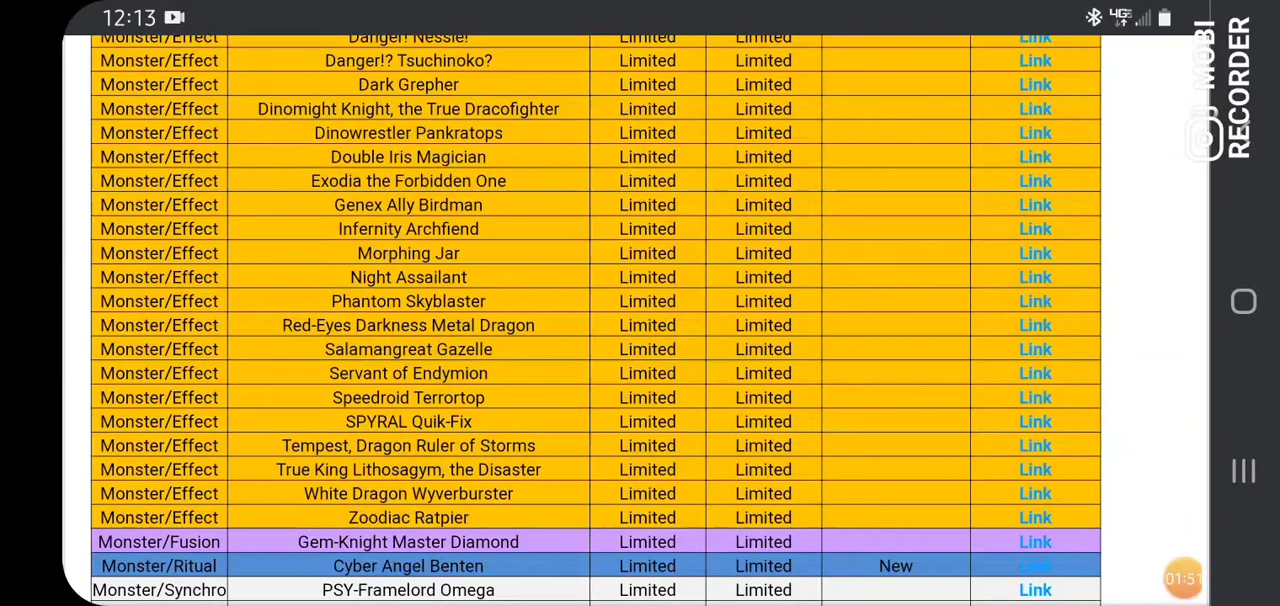 12:13
4GE
Monster/Effect Danger! Nessie! Limited Limited Link
Monster/Effect Danger!? Tsuchinoko? Limited Limited Link
Monster/Effect Dark Grepher Limited Limited Link
Monster/Effect Dinomight Knight, the True Dracofighter Limited Limited Link
Monster/Effect Dinowrestler Pankratops Limited Limited Link
Monster/Effect Double Iris Magician Limited Limited Link
Monster/Effect Exodia the Forbidden One Limited Limited Link
Monster/Effect Genex Ally Birdman Limited Limited Link
Monster/Effect Infernity Archfiend Limited Limited Link
Monster/Effect Morphing Jar Limited Limited Link
Monster/Effect Night Assailant Limited Limited Link
Monster/Effect Phantom Skyblaster Limited Limited Link
Monster/Effect Red-Eyes Darkness Metal Dragon Limited Limited Link
Monster/Effect Salamangreat Gazelle Limited Limited Link
Monster/Effect Servant of Endymion Limited Limited Link
Monster/Effect Speedroid Terrortop Limited Limited Link
Monster/Effect SPYRAL Quik-Fix Limited Limited Link
Monster/Effect Tempest, Dragon Ruler of Storms Limited Limited Link
Monster/Effect True King Lithosagym, the Disaster Limited Limited Link
Monster/Effect White Dragon Wyverburster Limited Limited Link
Monster/Effect Zoodiac Ratpier Limited Limited Link
Monster/Fusion Gem-Knight Master Diamond Limited Limited Link
Monster/Ritual Cyber Angel Benten Limited Limited New Link
Monster/Synchro PSY-Framelord Omega Limited Limited Link
MOBI
RECORDER
01:51